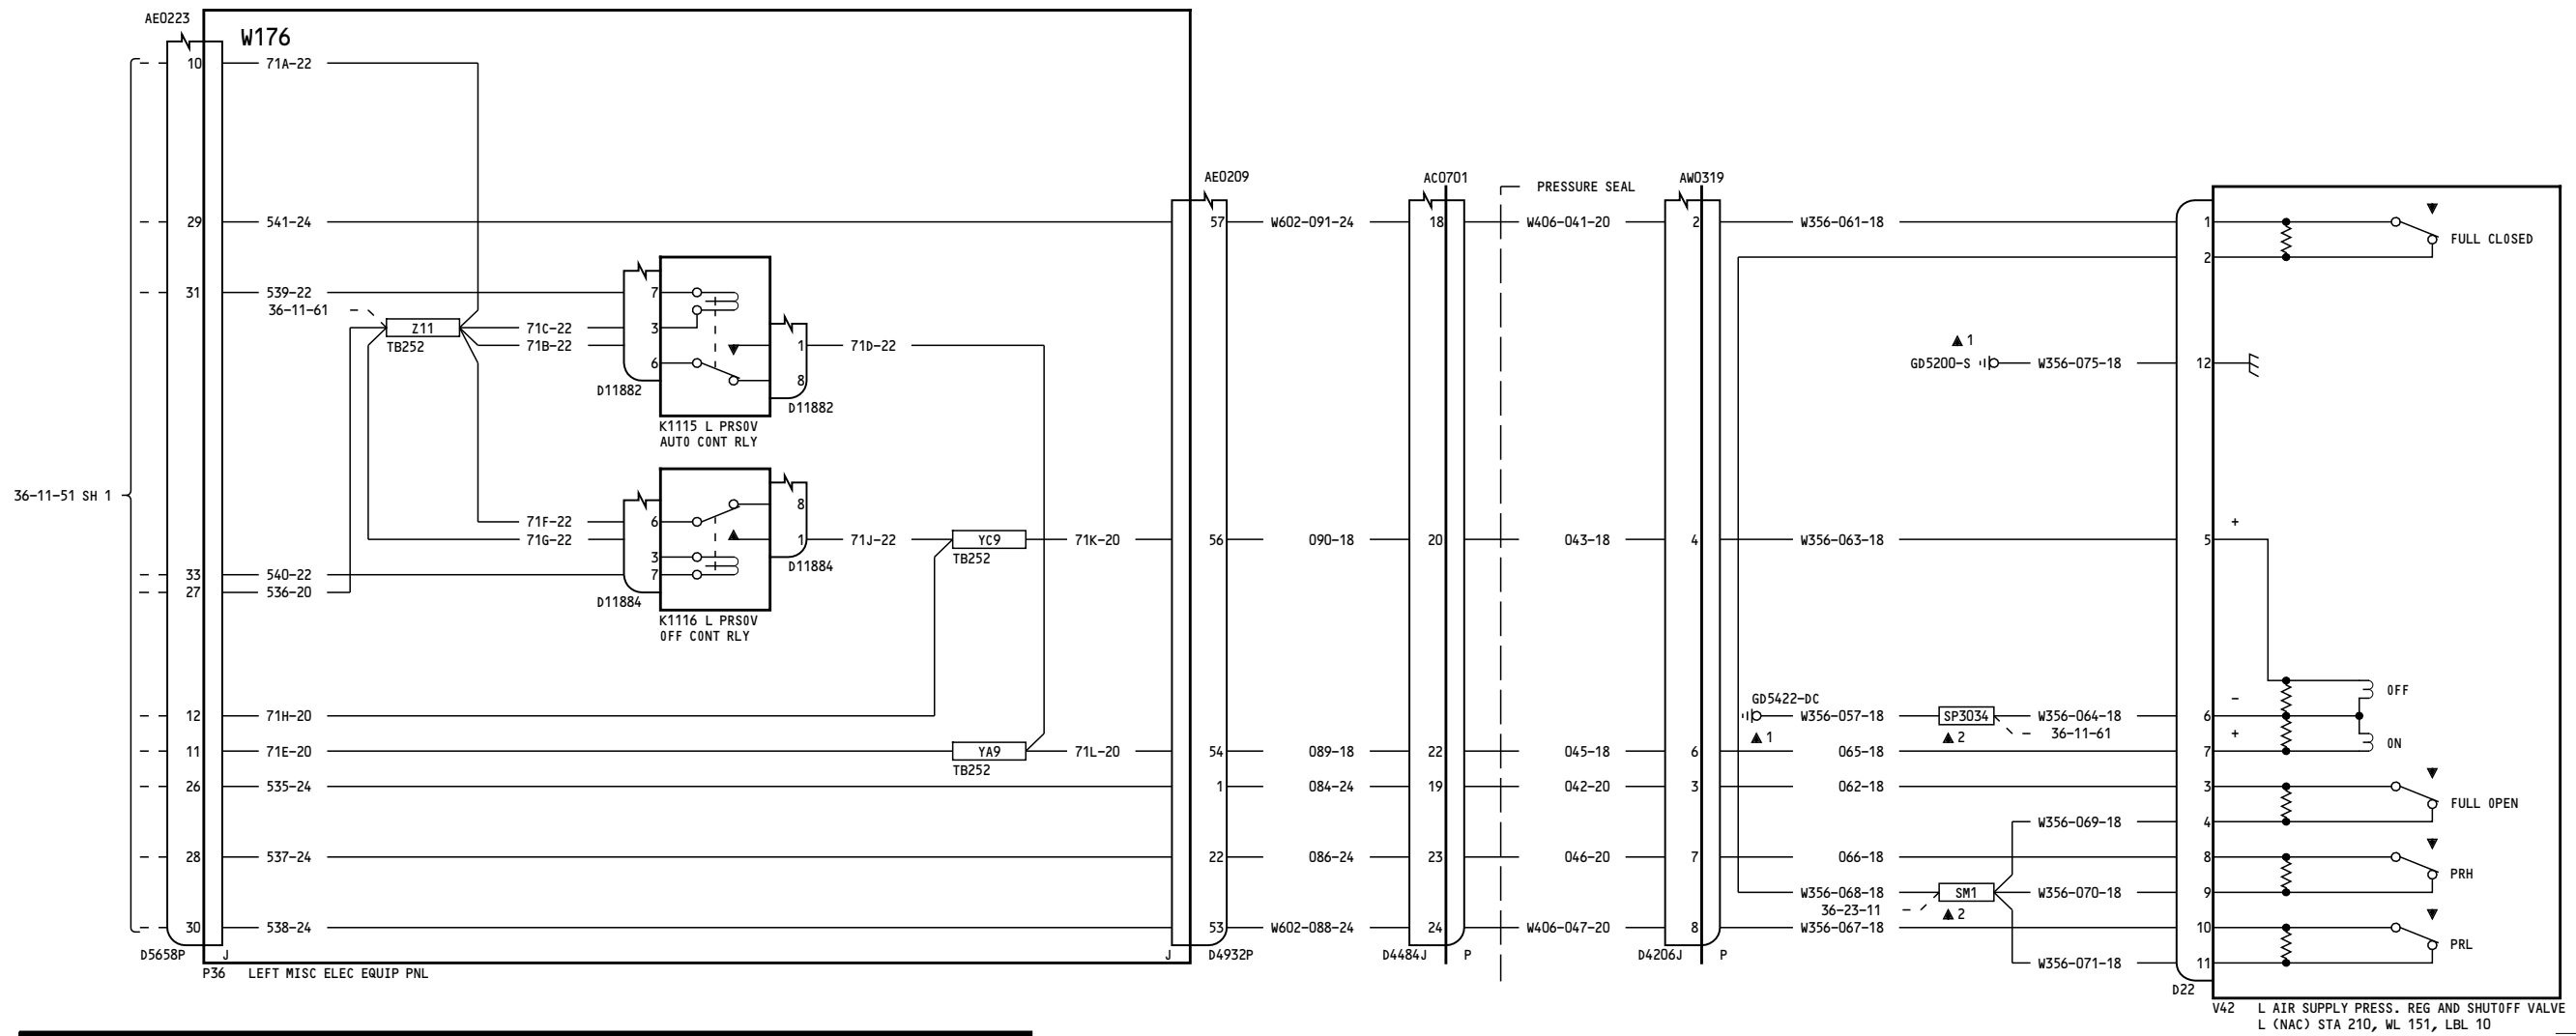 AE0223
W176
10 71A-22
AE0209
AC0701
PRESSURE SEAL
AW0319
29 541-24 57 W602-091-24 18 W406-041-20 2 W356-061-18 1
FULL CLOSED
2
31 539-22 7
36-11-61
Z11
TB252
71C-22 3
71B-22
1 71D-22
6
8
D11882
D11882
K1115 L PRSOV
AUTO CONT RLY
1
GD5200-S W356-075-18 12
36-11-51 SH 1
8
71F-22 6
71G-22 1 71J-22 YC9 71K-20 56 090-18 20 043-18 4 W356-063-18 5
+
TB252
3
D11884
33 540-22 7
27 536-20
D11884
K1116 L PRSOV
OFF CONT RLY
OFF
GD5422-DC
-
12 71H-20 W356-057-18 SP3034 W356-064-18 6
1 2 36-11-61
+
ON
11 71E-20 YA9 71L-20 54 089-18 22 045-18 6 065-18 7
TB252
26 535-24 1 084-24 19 042-20 3 062-18 3
FULL OPEN
W356-069-18 4
28 537-24 22 086-24 23 046-20 7 066-18 8
PRH
W356-068-18 SM1 W356-070-18 9
36-23-11 2
30 538-24 53 W602-088-24 24 W406-047-20 8 W356-067-18 10
PRL
D5658P J
J D4932P
D4484J P
D4206J P
W356-071-18 11
P36 LEFT MISC ELEC EQUIP PNL
D22
V42 L AIR SUPPLY PRESS. REG AND SHUTOFF VALVE
L (NAC) STA 210, WL 151, LBL 10